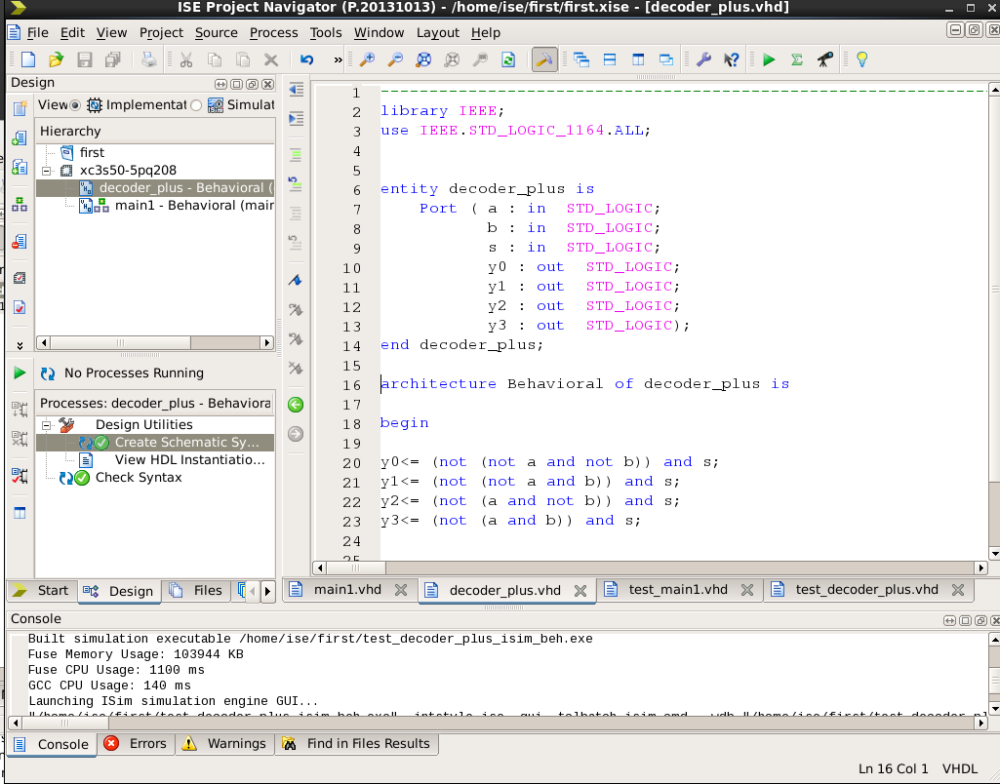 ISE Project Navigator (P.20131013) - /home/ise/first/first.xise - [decoder_plus.vhd]
File Edit View Project Source Process Tools Window Layout Help
Design
View Implementat Simulat
Hierarchy
first
xc3s50-5pq208
decoder_plus - Behavioral (
main1 - Behavioral (mair
No Processes Running
Processes: decoder_plus - Behaviora
Design Utilities
Create Schematic Sy...
View HDL Instantiatio...
Check Syntax
Start Design Files
1 --------------------------------------------------------------
2 library IEEE;
3 use IEEE.STD_LOGIC_1164.ALL;
4
5
6 entity decoder_plus is
7 Port ( a : in STD_LOGIC;
8 b : in STD_LOGIC;
9 s : in STD_LOGIC;
10 y0 : out STD_LOGIC;
11 y1 : out STD_LOGIC;
12 y2 : out STD_LOGIC;
13 y3 : out STD_LOGIC);
14 end decoder_plus;
15
16 architecture Behavioral of decoder_plus is
17
18 begin
19
20 y0<= (not (not a and not b)) and s;
21 y1<= (not (not a and b)) and s;
22 y2<= (not (a and not b)) and s;
23 y3<= (not (a and b)) and s;
24
25
main1.vhd decoder_plus.vhd test_main1.vhd test_decoder_plus.vhd
Console
Built simulation executable /home/ise/first/test_decoder_plus_isim_beh.exe
Fuse Memory Usage: 103944 KB
Fuse CPU Usage: 1100 ms
GCC CPU Usage: 140 ms
Launching ISim simulation engine GUI...
"/home/ise/first/test_decoder_plus_isim_beh.exe" -intstyle ise -gui -tclbatch isim.cmd -wdb "/home/ise/first/test_decoder_pl
Console Errors Warnings Find in Files Results
Ln 16 Col 1 VHDL